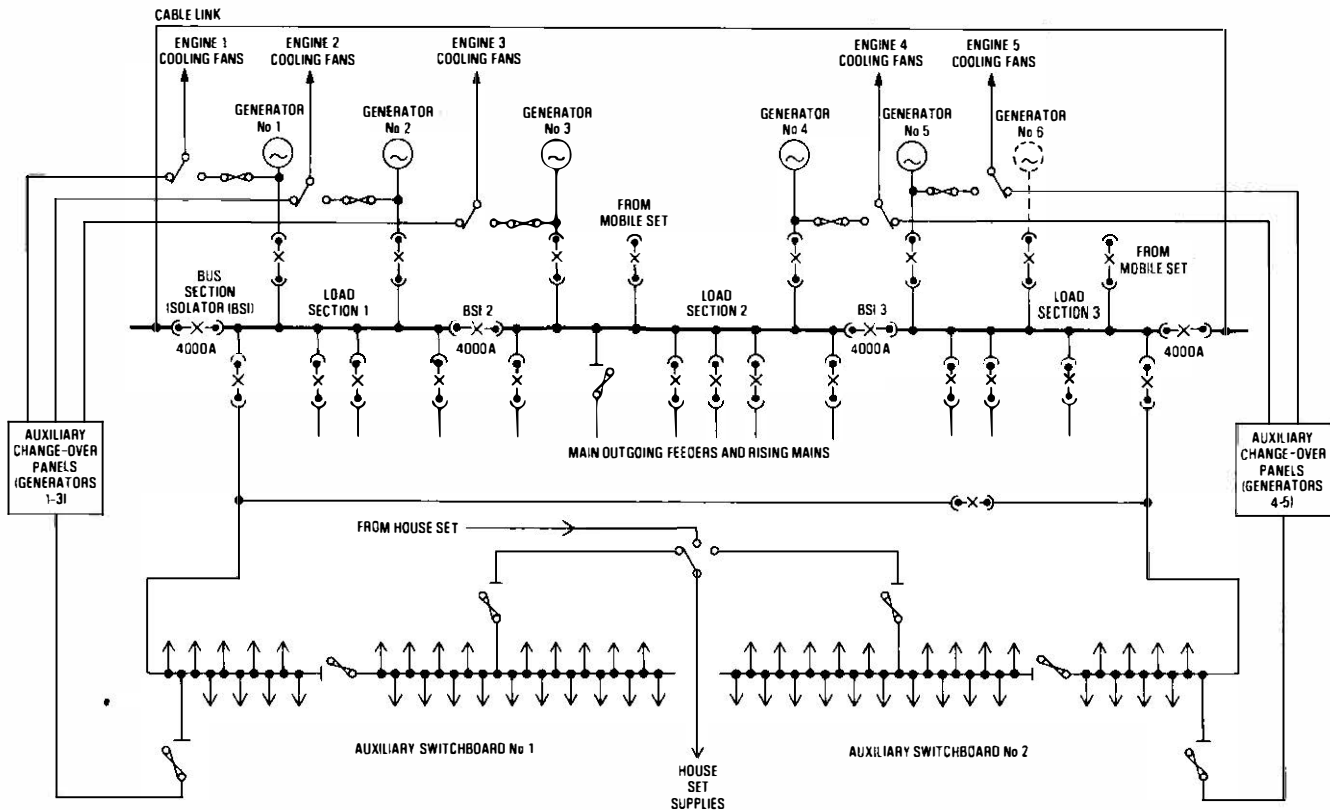 CABLE LINK
ENGINE 1
COOLING FANS
ENGINE 2
COOLING FANS
ENGINE 3
COOLING FANS
ENGINE 4
COOLING FANS
ENGINE 5
COOLING FANS
GENERATOR
No 1
GENERATOR
No 2
GENERATOR
No 3
GENERATOR
No 4
GENERATOR
No 5
GENERATOR
No 6
FROM
MOBILE SET
FROM
MOBILE SET
BUS
SECTION
ISOLATOR (BSI)
LOAD
SECTION 1
BSI 2
LOAD
SECTION 2
BSI 3
LOAD
SECTION 3
4000A
4000A
4000A
4000A
AUXILIARY
CHANGE-OVER
PANELS
(GENERATORS
1-3)
MAIN OUTGOING FEEDERS AND RISING MAINS
AUXILIARY
CHANGE-OVER
PANELS
(GENERATORS
4-5)
FROM HOUSE SET
AUXILIARY SWITCHBOARD No 1
AUXILIARY SWITCHBOARD No 2
HOUSE
SET
SUPPLIES